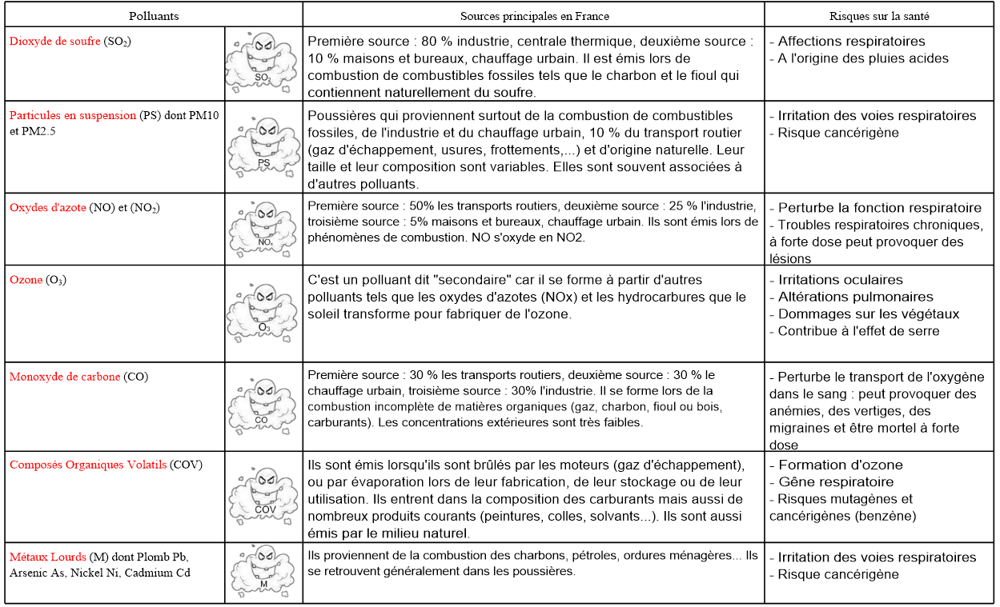 Polluants
Sources principales en France
Risques sur la santé
Dioxyde de soufre (SO₂)
SO₂
Première source : 80 % industrie, centrale thermique, deuxième source :
10 % maisons et bureaux, chauffage urbain. Il est émis lors de
combustion de combustibles fossiles tels que le charbon et le fioul qui
contiennent naturellement du soufre.
- Affections respiratoires
- A l'origine des pluies acides
Particules en suspension (PS) dont PM10
et PM2.5
PS
Poussières qui proviennent surtout de la combustion de combustibles
fossiles, de l'industrie et du chauffage urbain, 10 % du transport routier
(gaz d'échappement, usures, frottements,...) et d'origine naturelle. Leur
taille et leur composition sont variables. Elles sont souvent associées à
d'autres polluants.
- Irritation des voies respiratoires
- Risque cancérigène
Oxydes d'azote (NO) et (NO₂)
NOₓ
Première source : 50% les transports routiers, deuxième source : 25 % l'industrie,
troisième source : 5% maisons et bureaux, chauffage urbain. Ils sont émis lors de
phénomènes de combustion. NO s'oxyde en NO2.
- Perturbe la fonction respiratoire
- Troubles respiratoires chroniques,
à forte dose peut provoquer des
lésions
Ozone (O₃)
O₃
C'est un polluant dit "secondaire" car il se forme à partir d'autres
polluants tels que les oxydes d'azotes (NOx) et les hydrocarbures que le
soleil transforme pour fabriquer de l'ozone.
- Irritations oculaires
- Altérations pulmonaires
- Dommages sur les végétaux
- Contribue à l'effet de serre
Monoxyde de carbone (CO)
CO
Première source : 30 % les transports routiers, deuxième source : 30 % le
chauffage urbain, troisième source : 30% l'industrie. Il se forme lors de la
combustion incomplète de matières organiques (gaz, charbon, fioul ou bois,
carburants). Les concentrations extérieures sont très faibles.
- Perturbe le transport de l'oxygène
dans le sang : peut provoquer des
anémies, des vertiges, des
migraines et être mortel à forte
dose
Composés Organiques Volatils (COV)
COV
Ils sont émis lorsqu'ils sont brûlés par les moteurs (gaz d'échappement),
ou par évaporation lors de leur fabrication, de leur stockage ou de leur
utilisation. Ils entrent dans la composition des carburants mais aussi de
nombreux produits courants (peintures, colles, solvants...). Ils sont aussi
émis par le milieu naturel.
- Formation d'ozone
- Gêne respiratoire
- Risques mutagènes et
cancérigènes (benzène)
Métaux Lourds (M) dont Plomb Pb,
Arsenic As, Nickel Ni, Cadmium Cd
M
Ils proviennent de la combustion des charbons, pétroles, ordures ménagères... Ils
se retrouvent généralement dans les poussières.
- Irritation des voies respiratoires
- Risque cancérigène